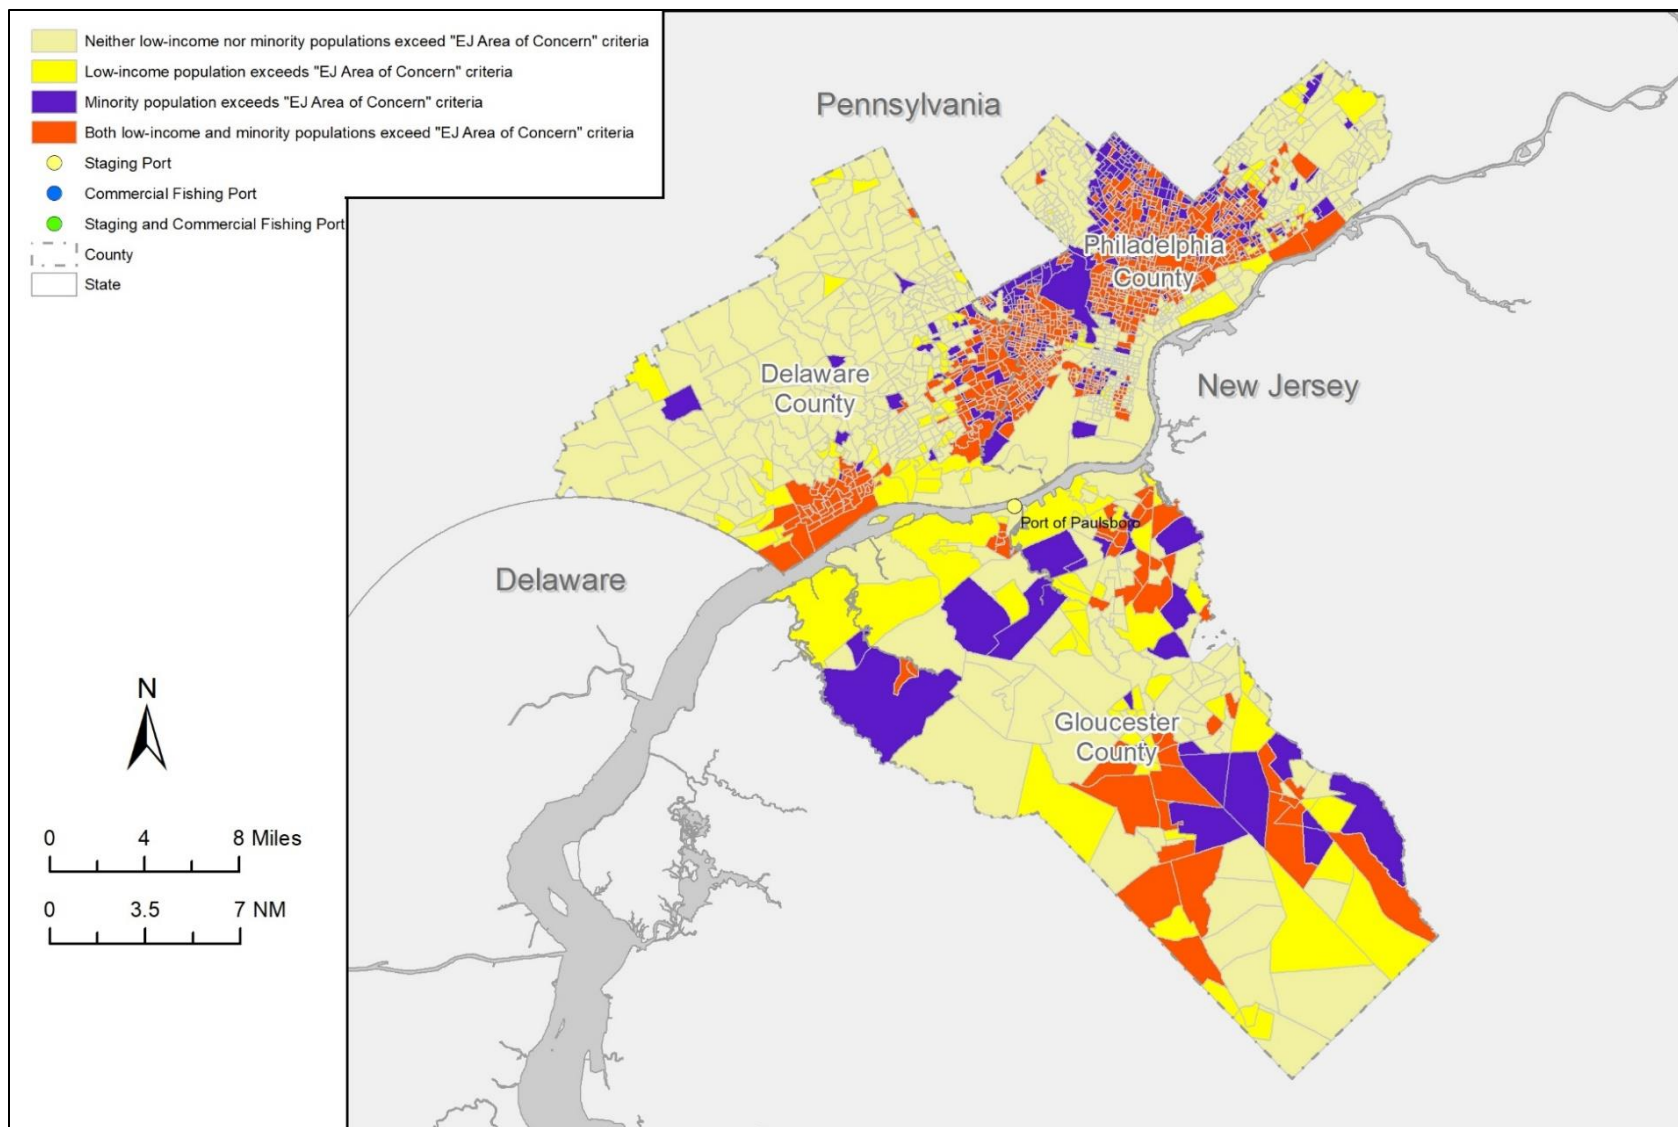 Neither low-income nor minority populations exceed "EJ Area of Concern" criteria
Low-income population exceeds "EJ Area of Concern" criteria
Minority population exceeds "EJ Area of Concern" criteria
Both low-income and minority populations exceed "EJ Area of Concern" criteria
Staging Port
Commercial Fishing Port
Staging and Commercial Fishing Port
County
State
Pennsylvania
Philadelphia
County
Delaware
County
New Jersey
Port of Paulsboro
Delaware
Gloucester
County
N
0 4 8 Miles
0 3.5 7 NM